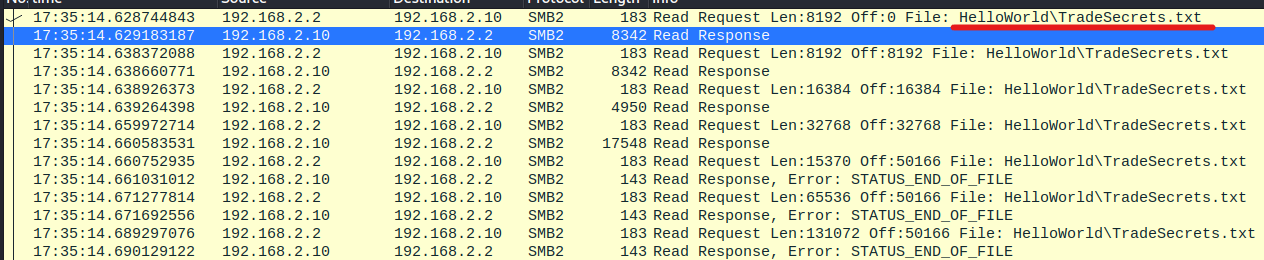 No. time Source Destination Protocol Length Info
17:35:14.628744843 192.168.2.2 192.168.2.10 SMB2 183 Read Request Len:8192 Off:0 File: HelloWorld\TradeSecrets.txt
17:35:14.629183187 192.168.2.10 192.168.2.2 SMB2 8342 Read Response
17:35:14.638372088 192.168.2.2 192.168.2.10 SMB2 183 Read Request Len:8192 Off:8192 File: HelloWorld\TradeSecrets.txt
17:35:14.638660771 192.168.2.10 192.168.2.2 SMB2 8342 Read Response
17:35:14.638926373 192.168.2.2 192.168.2.10 SMB2 183 Read Request Len:16384 Off:16384 File: HelloWorld\TradeSecrets.txt
17:35:14.639264398 192.168.2.10 192.168.2.2 SMB2 4950 Read Response
17:35:14.659972714 192.168.2.2 192.168.2.10 SMB2 183 Read Request Len:32768 Off:32768 File: HelloWorld\TradeSecrets.txt
17:35:14.660583531 192.168.2.10 192.168.2.2 SMB2 17548 Read Response
17:35:14.660752935 192.168.2.2 192.168.2.10 SMB2 183 Read Request Len:15370 Off:50166 File: HelloWorld\TradeSecrets.txt
17:35:14.661031012 192.168.2.10 192.168.2.2 SMB2 143 Read Response, Error: STATUS_END_OF_FILE
17:35:14.671277814 192.168.2.2 192.168.2.10 SMB2 183 Read Request Len:65536 Off:50166 File: HelloWorld\TradeSecrets.txt
17:35:14.671692556 192.168.2.10 192.168.2.2 SMB2 143 Read Response, Error: STATUS_END_OF_FILE
17:35:14.689297076 192.168.2.2 192.168.2.10 SMB2 183 Read Request Len:131072 Off:50166 File: HelloWorld\TradeSecrets.txt
17:35:14.690129122 192.168.2.10 192.168.2.2 SMB2 143 Read Response, Error: STATUS_END_OF_FILE